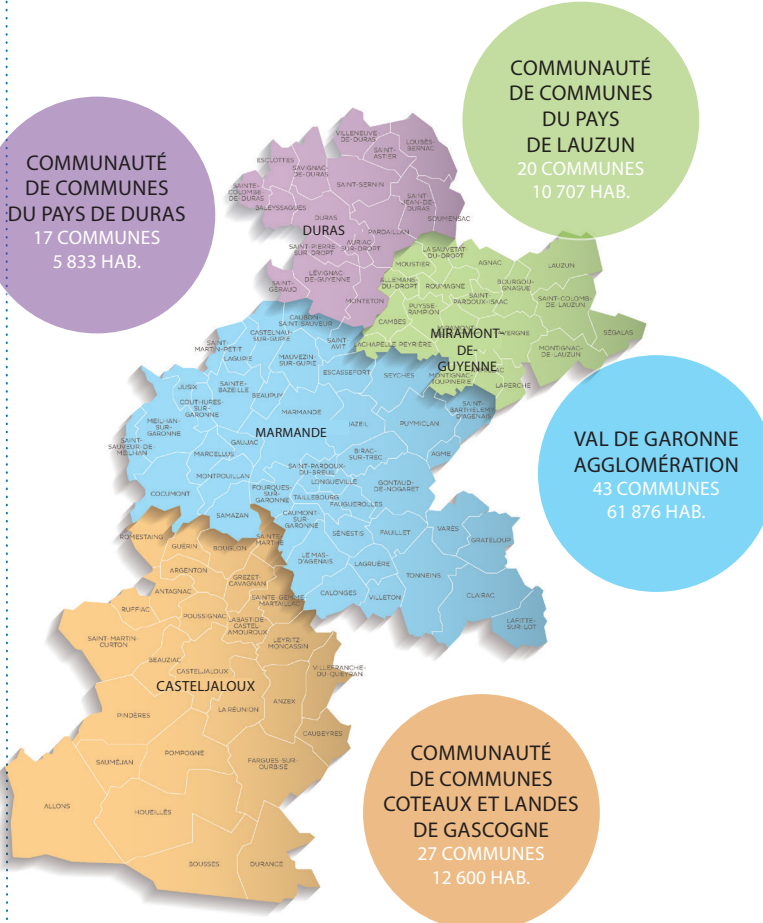 COMMUNAUTÉ
DE COMMUNES
DU PAYS
DE LAUZUN
20 COMMUNES
10 707 HAB.
COMMUNAUTÉ
DE COMMUNES
DU PAYS DE DURAS
17 COMMUNES
5 833 HAB.
VILLENEUVE
DE-DURAS
LOUBÈS-
BERNAC
SAINT-
ASTIER
ESCLOTTES
SAVIGNAC-
DE-DURAS
SAINTE-
COLOMBE
DE-DURAS
SAINT-SERNIN
SAINT
JEAN-DE
DURAS
BALEYSSAGUES
SOUMENSAC
DURAS
DURAS
PARDAILLAN
SAINT-PIERRE
SUR DROPT
AURIAC
SUR-DROPT
LÉVIGNAC-
DE-GUYENNE
SAINT-
GÉRAUD
MONTETON
LA SAUVETAT-
DU-DROPT
MOUSTIER
AGNAC
LAUZUN
ALLEMANS-
DU-DROPT
ROUMAGNE
BOURGOU-
GNAGUE
SAINT-
PARDOUX-ISAAC
SAINT-COLOMB-
DE-LAUZUN
PUYSSE-
RAMPION
CAMBES
MIRAMONT-
DE-
GUYENNE
SÉGALAS
MONTIGNAC-
DE-LAUZUN
LACHAPELLE
PEYRIÈRE
MONTIGNAC-
TOUPINERIE
LAPERCHE
CAUBON-
SAINT-SAUVEUR
CASTELNAU-
SUR-GUPIE
SAINT-
AVIT
SAINT-
MARTIN-PETIT
LAGUPIE
MAUVEZIN-
SUR-GUPIE
ESCASSEFORT
SEYCHES
SAINT-
BARTHÉLEMY-
D'AGENAIS
JUSIX
SAINTE-
BAZEILLE
BEAUPUY
COUTHURES-
SUR-
GARONNE
MARMANDE
MARMANDE
PUYMICLAN
MEILHAN-
SUR-
GARONNE
SAINT-
SAUVEUR-DE-
MEILHAN
GAUJAC
MARCELLUS
BIRAC-
SUR-TREC
AGMÉ
MONTPOUILLAN
SAINT-PARDOUX-
DU-BREUIL
LONGUEVILLE
GONTAUD-
DE-NOGARET
FOURQUES-
SUR-
GARONNE
TAILLEBOURG
FAUGUEROLLES
COCUMONT
SAMAZAN
CAUMONT-
SUR-
GARONNE
SÉNESTIS
FAUILLET
VARÈS
GRATELOUP
LE MAS-
D'AGENAIS
LAGRUÈRE
TONNEINS
CALONGES
VILLETON
CLAIRAC
LAFITTE-
SUR-LOT
VAL DE GARONNE
AGGLOMÉRATION
43 COMMUNES
61 876 HAB.
ROMESTAING
GUÉRIN
BOUGLON
SAINTE-
MARTHE
ARGENTON
GREZET-
CAVAGNAN
ANTAGNAC
SAINTE-GEMME
MARTAILLAC
RUFFIAC
POUSSIGNAC
LABASTIDE
CASTEL
AMOUROUX
SAINT-MARTIN-
CURTON
LEYRITZ-
MONCASSIN
BEAUZIAC
VILLEFRANCHE-
DU-QUEYRAN
CASTELJALOUX
CASTELJALOUX
ANZEX
LA RÉUNION
PINDÈRES
CAUBEYRES
POMPOGNE
SAUMÉJAN
FARGUES-SUR-
OURBISE
ALLONS
HOUEILLÈS
BOUSSÈS
DURANCE
COMMUNAUTÉ
DE COMMUNES
COTEAUX ET LANDES
DE GASCOGNE
27 COMMUNES
12 600 HAB.